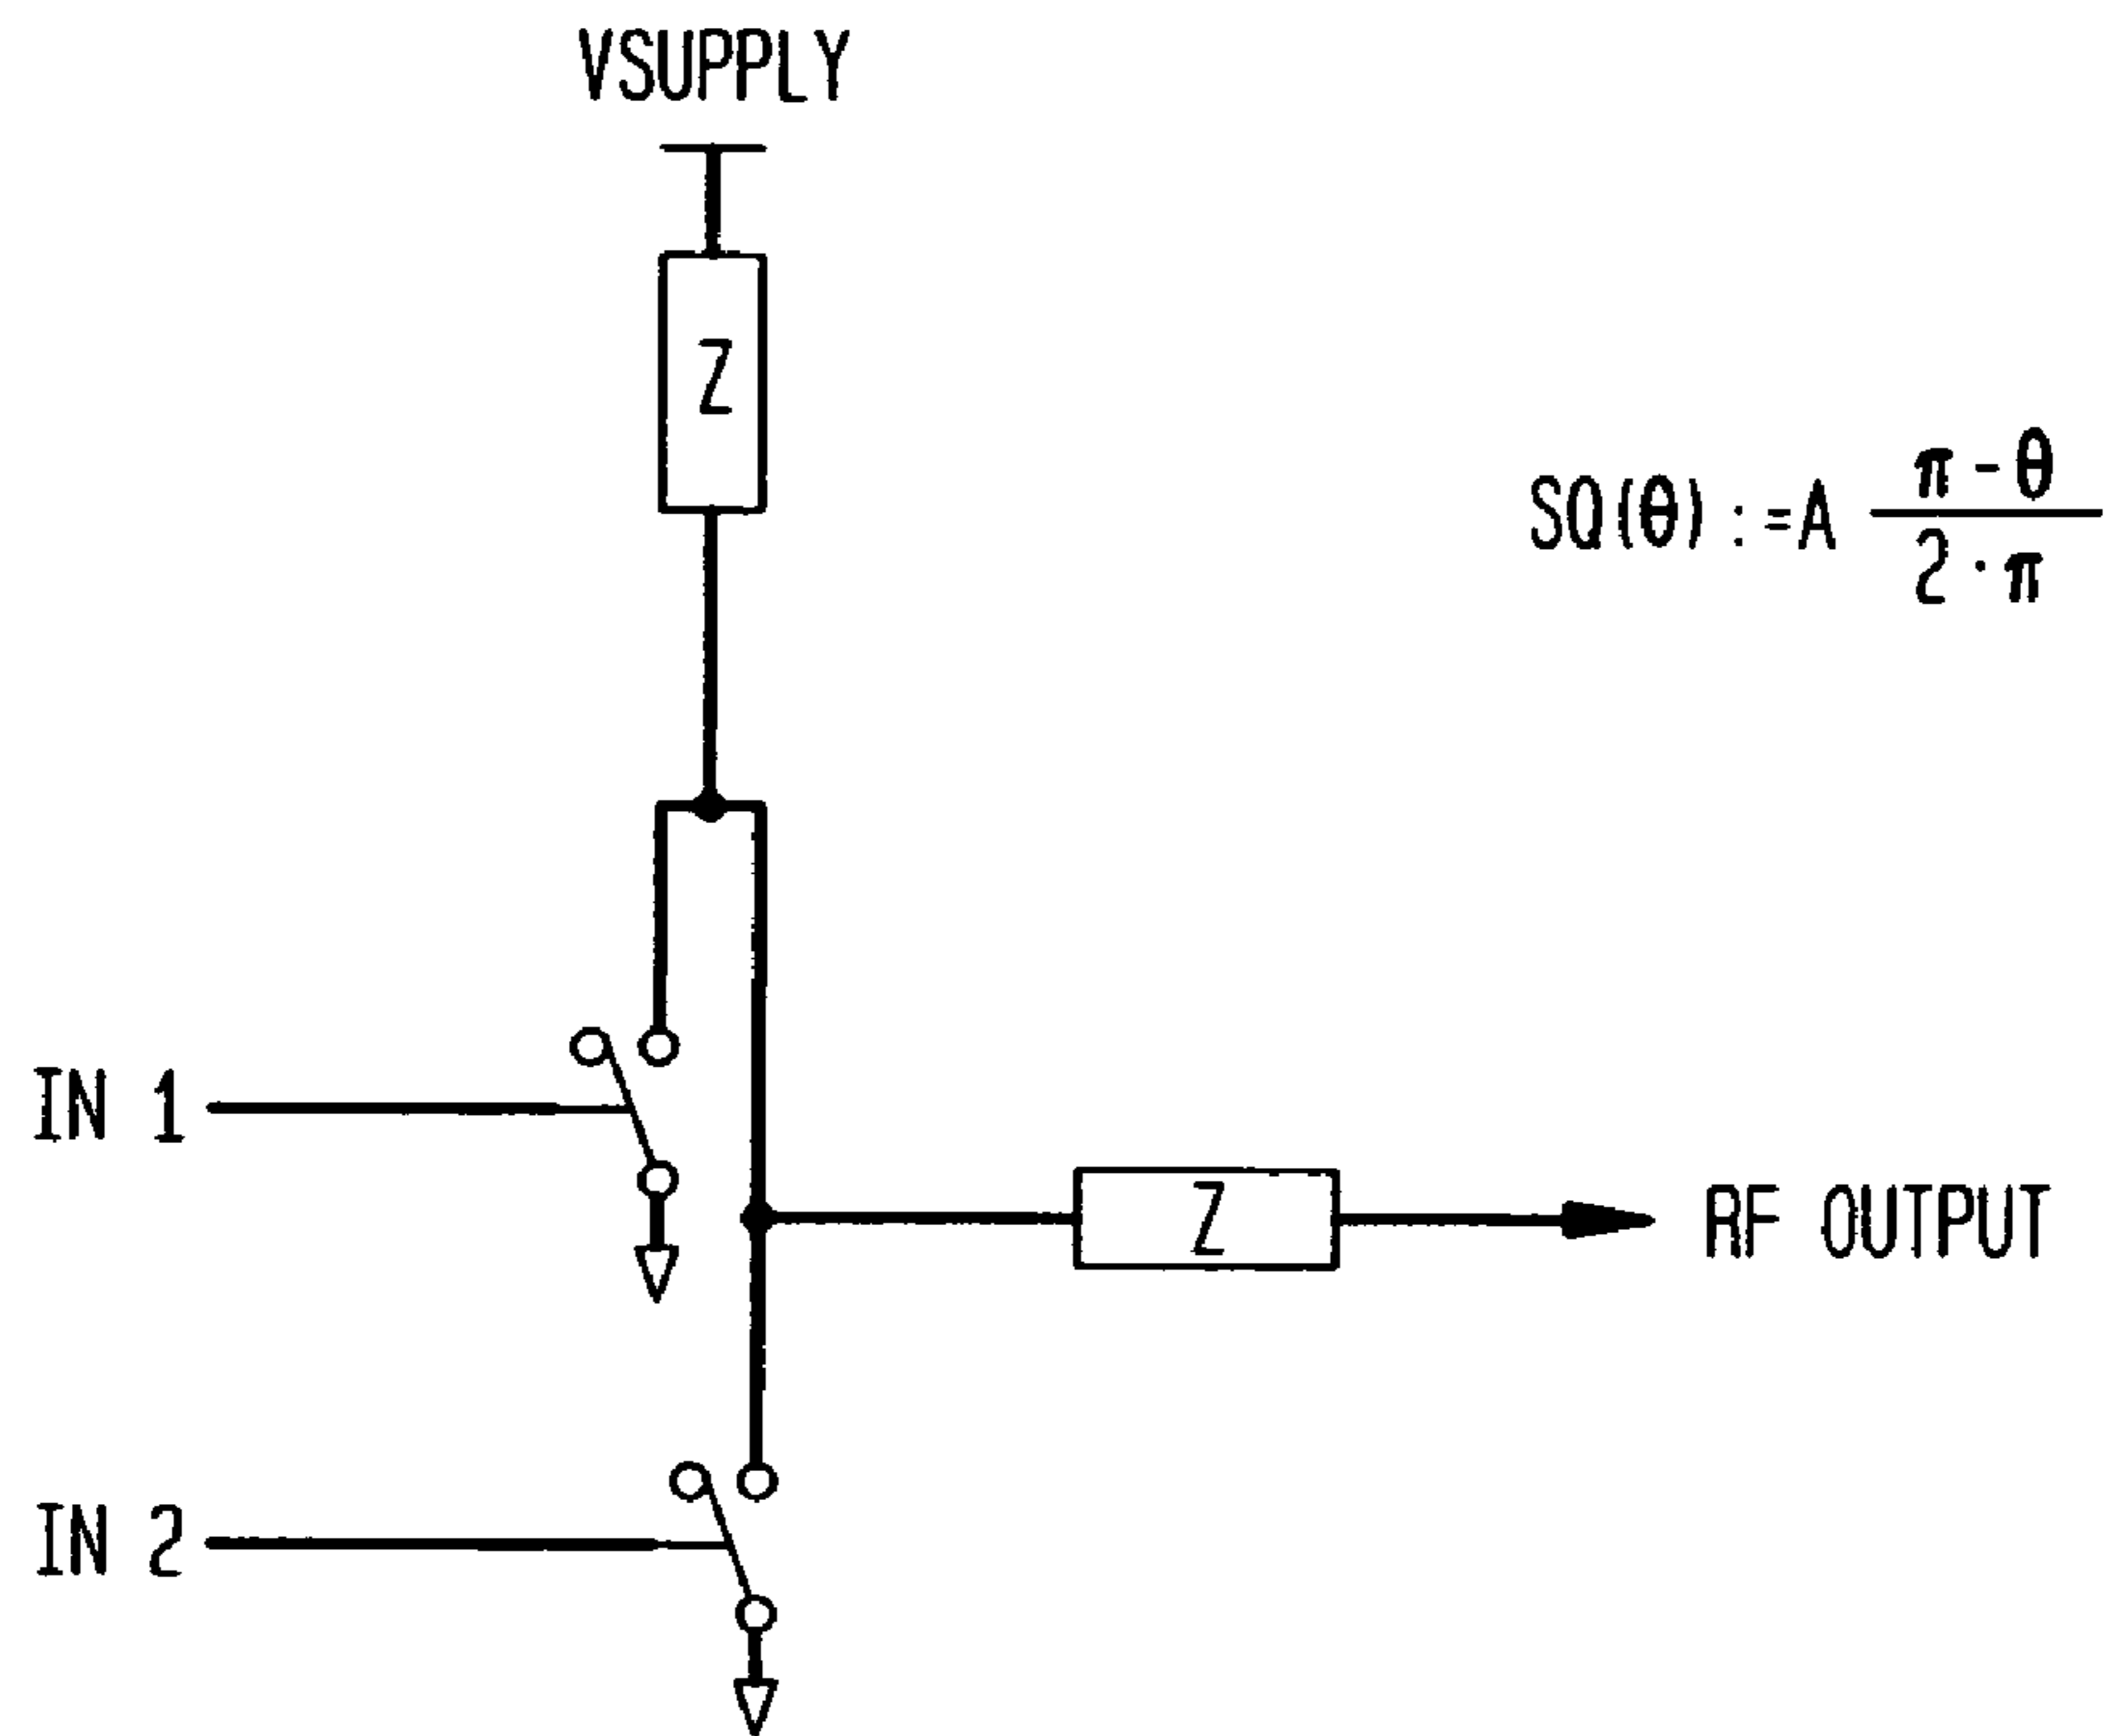 VSUPPLY
Z
SQ(θ) :=A π-θ / 2·π
IN 1
Z
RF OUTPUT
IN 2